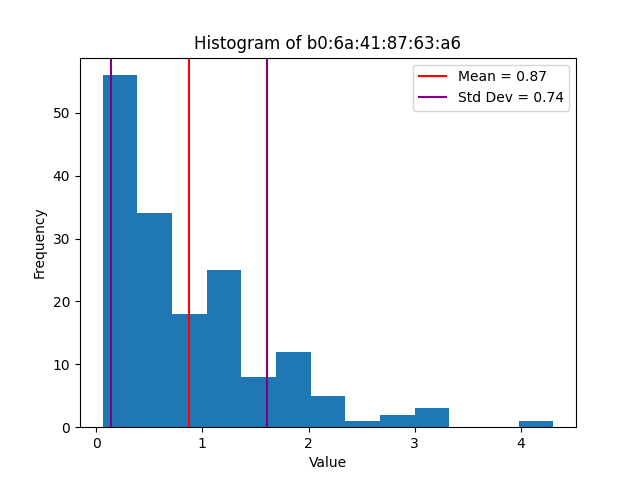 Histogram of b0:6a:41:87:63:a6
Mean = 0.87
Std Dev = 0.74
Frequency
50
40
30
20
10
0
0 1 2 3 4
Value